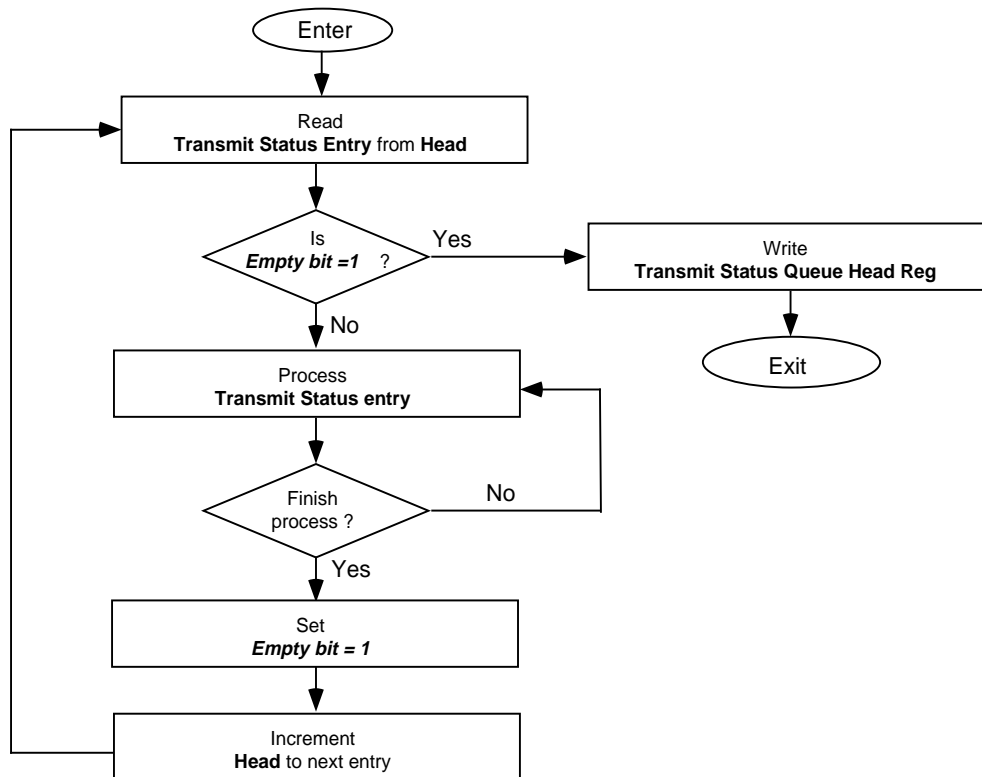 Enter
Read
Transmit Status Entry from Head
Is
Empty bit =1 ?
Yes
Write
Transmit Status Queue Head Reg
No
Exit
Process
Transmit Status entry
Finish
process ?
No
Yes
Set
Empty bit = 1
Increment
Head to next entry